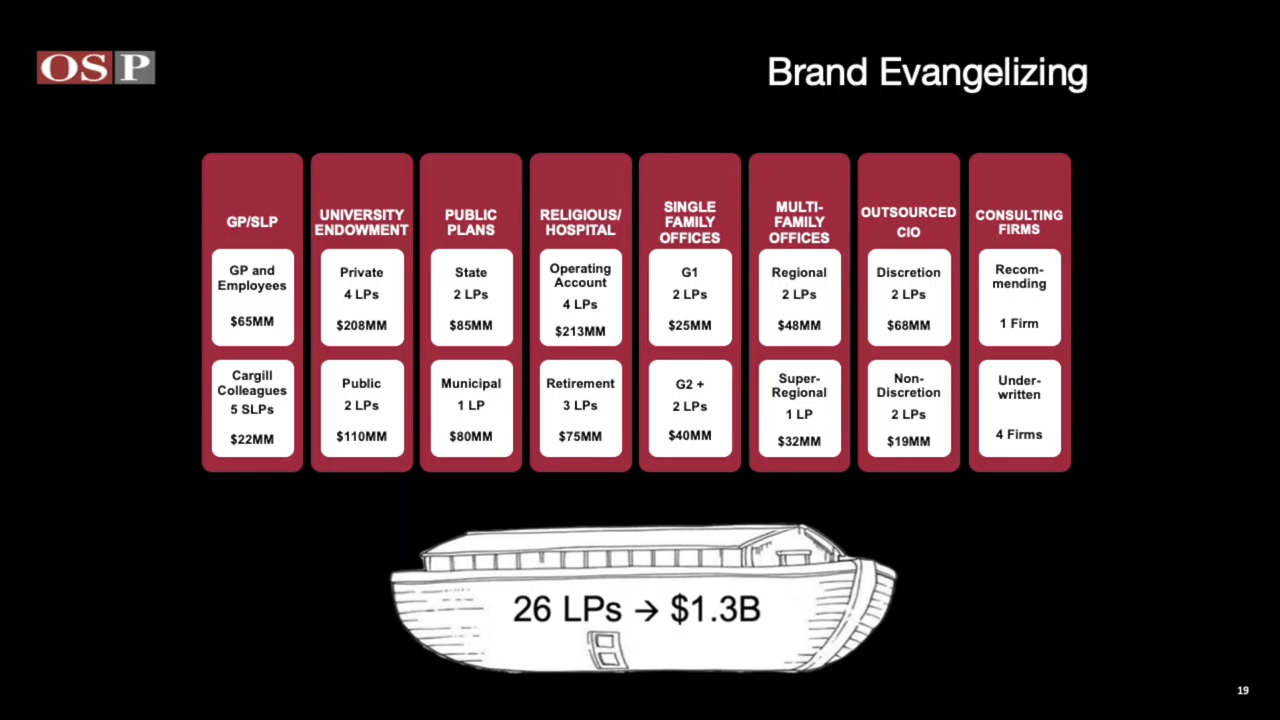 OSP
Brand Evangelizing
GP/SLP
GP and
Employees
$65MM
Cargill
Colleagues
5 SLPs
$22MM
UNIVERSITY
ENDOWMENT
Private
4 LPs
$208MM
Public
2 LPs
$110MM
PUBLIC
PLANS
State
2 LPs
$85MM
Municipal
1 LP
$80MM
RELIGIOUS/
HOSPITAL
Operating
Account
4 LPs
$213MM
Retirement
3 LPs
$75MM
SINGLE
FAMILY
OFFICES
G1
2 LPs
$25MM
G2 +
2 LPs
$40MM
MULTI-
FAMILY
OFFICES
Regional
2 LPs
$48MM
Super-
Regional
1 LP
$32MM
OUTSOURCED
CIO
Discretion
2 LPs
$68MM
Non-
Discretion
2 LPs
$19MM
CONSULTING
FIRMS
Recom-
mending
1 Firm
Under-
written
4 Firms
26 LPs → $1.3B
19